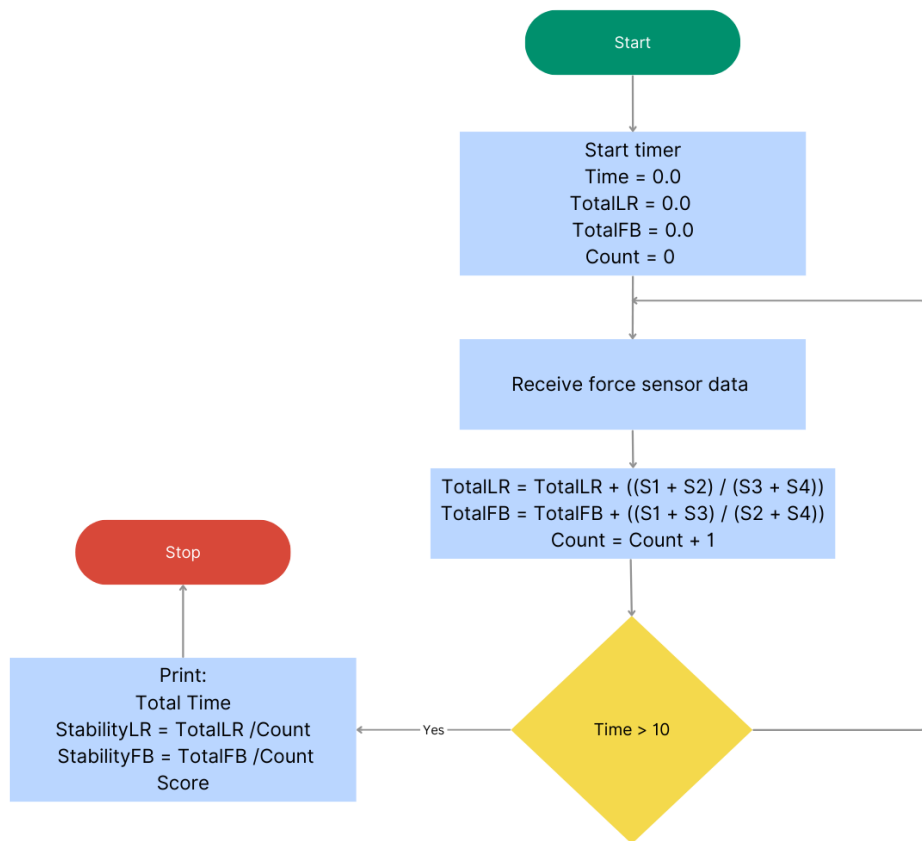 Start
Start timer
Time = 0.0
TotalLR = 0.0
TotalFB = 0.0
Count = 0
Receive force sensor data
TotalLR = TotalLR + ((S1 + S2) / (S3 + S4))
TotalFB = TotalFB + ((S1 + S3) / (S2 + S4))
Count = Count + 1
Time > 10
Yes
Print:
Total Time
StabilityLR = TotalLR /Count
StabilityFB = TotalFB /Count
Score
Stop